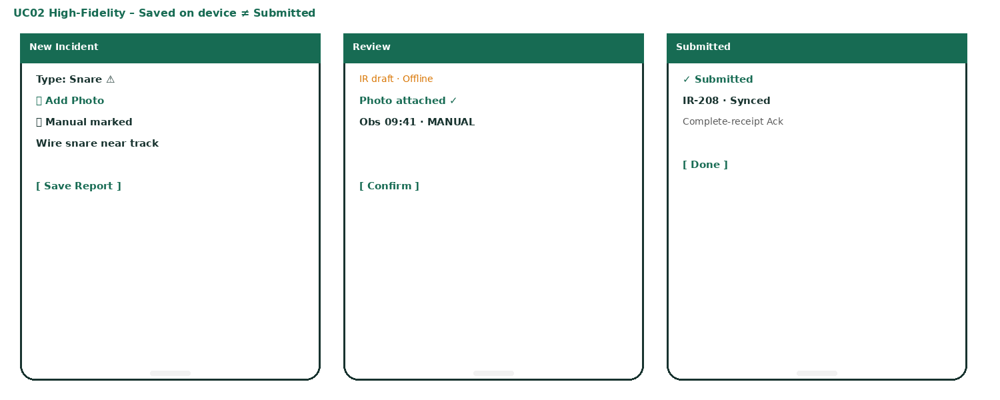 UC02 High-Fidelity – Saved on device ≠ Submitted
New Incident
Type: Snare ⚠
▯ Add Photo
▯ Manual marked
Wire snare near track
[ Save Report ]
Review
IR draft · Offline
Photo attached ✓
Obs 09:41 · MANUAL
[ Confirm ]
Submitted
✓ Submitted
IR-208 · Synced
Complete-receipt Ack
[ Done ]